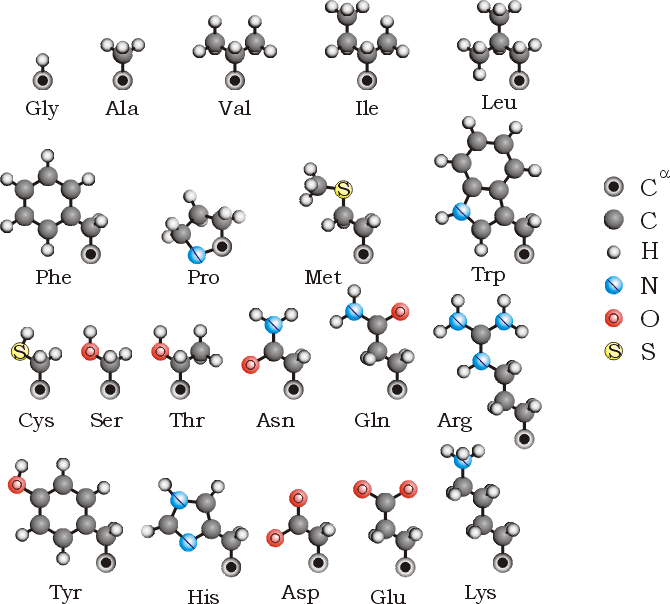 Gly Ala Val Ile Leu
Phe Pro Met Trp
Cys Ser Thr Asn Gln Arg
Tyr His Asp Glu Lys
C α
C
H
N
O
S S
S
S